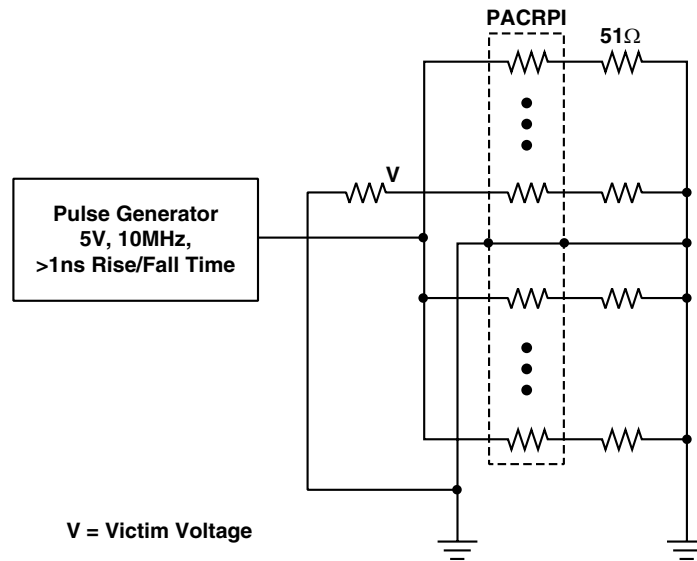 PACRPI
51Ω
V
Pulse Generator
5V, 10MHz,
>1ns Rise/Fall Time
V = Victim Voltage